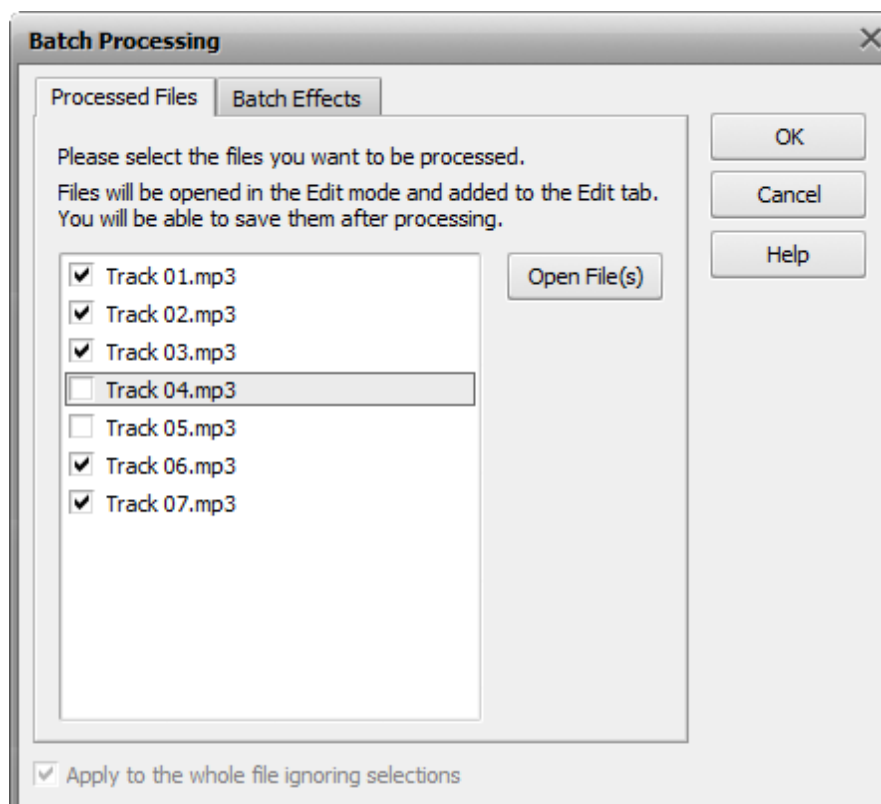 Batch Processing
Processed Files
Batch Effects
Please select the files you want to be processed.
Files will be opened in the Edit mode and added to the Edit tab.
You will be able to save them after processing.
Track 01.mp3
Track 02.mp3
Track 03.mp3
Track 04.mp3
Track 05.mp3
Track 06.mp3
Track 07.mp3
Open File(s)
OK
Cancel
Help
Apply to the whole file ignoring selections